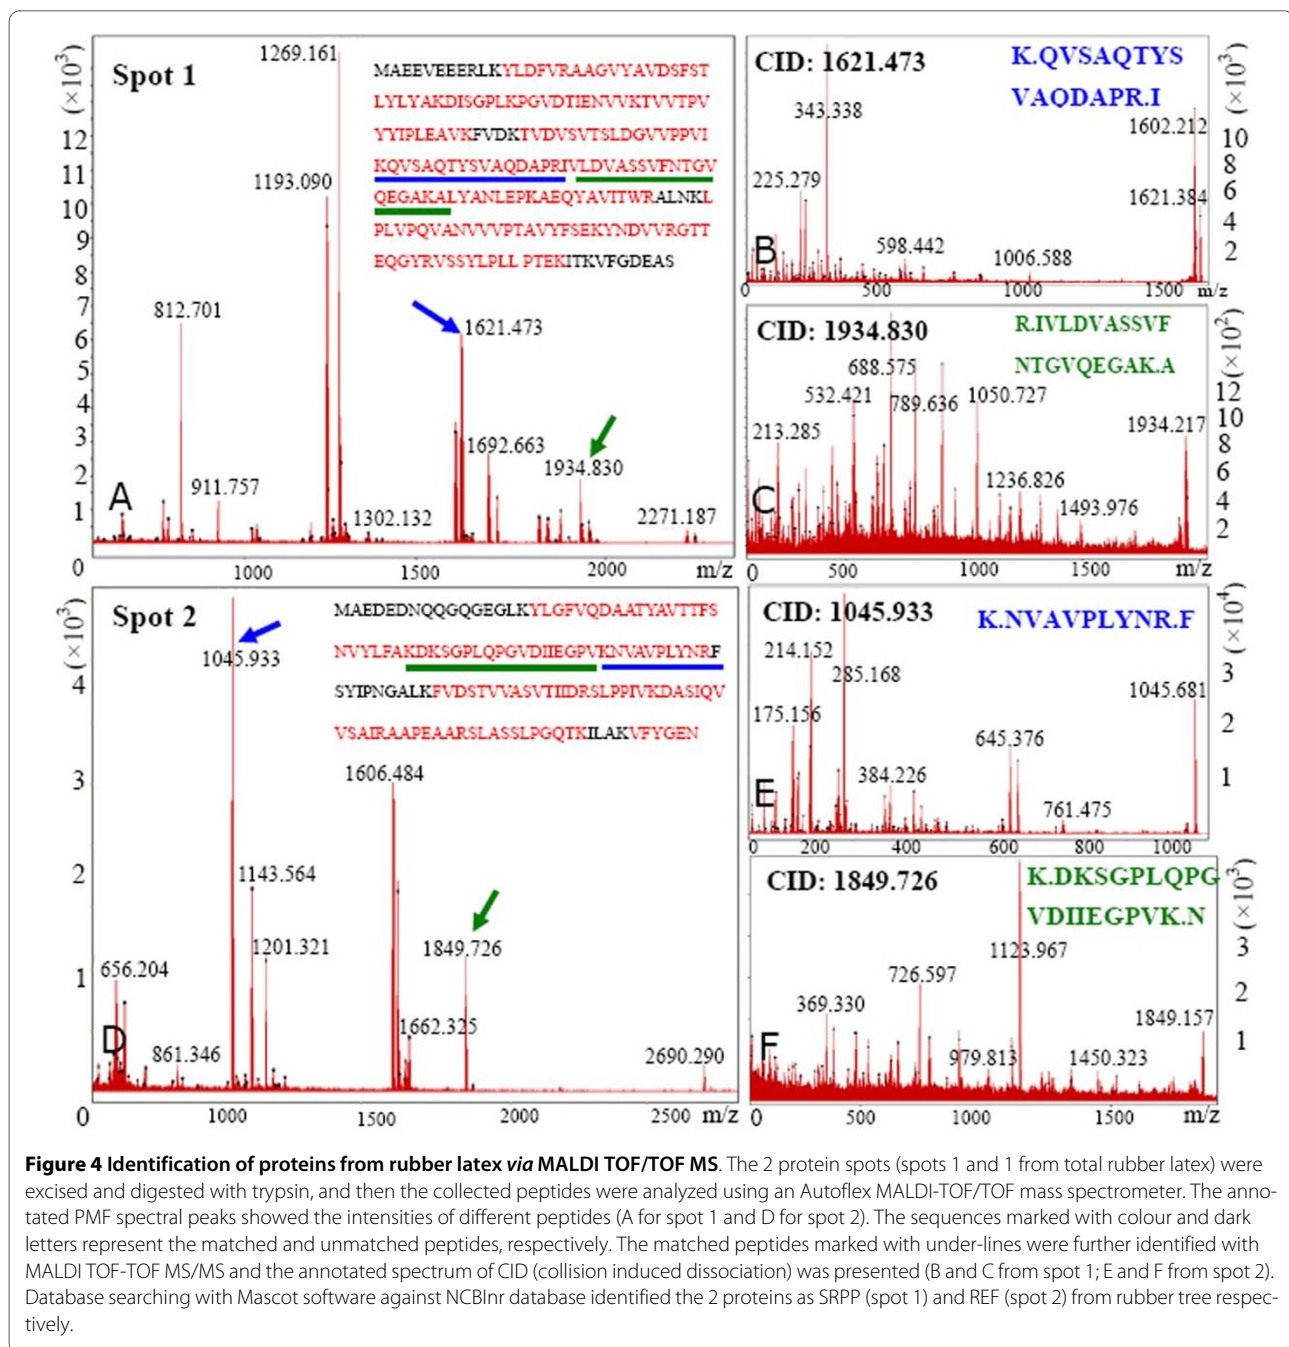 Spot 1
(×10³)
12
11
10
9
8
7
6
5
4
3
2
1
0
1269.161
1193.090
812.701
911.757
1302.132
1621.473
1692.663
1934.830
2271.187
MAEEVEEERLKYLDFVRAAGVYAVDSFST
LYLYAKDISGPLKPGVDTIENVVKTVVTPV
YYIPLEAVKFVDKTVDVSVTSLDGVVPPVI
KQVSAQTYSVAQDAPRIVLDVASSVFNTGV
QEGAKALYANLEPKAEQYAVITWRALNKL
PLVPQVANVVVPTAVYFSEKYNDVVRGTT
EQGYRVSSYLPLL PTEKITKVFGDEAS
A
1000
1500
2000
m/z
CID: 1621.473
K.QVSAQTYS
VAQDAPR.I
(×10³)
343.338
225.279
598.442
1006.588
1602.212
1621.384
10
8
6
4
2
B
0
500
1000
1500
m/z
CID: 1934.830
R.IVLDVASSVF
NTGVQEGAK.A
(×10²)
688.575
532.421
789.636
1050.727
213.285
1236.826
1493.976
1934.217
12
10
8
6
4
2
C
0
500
1000
1500
m/z
Spot 2
(×10³)
4
3
2
1
0
1045.933
1143.564
1201.321
656.204
861.346
1606.484
1662.325
1849.726
2690.290
MAEDEDNQQGQGEGLKYLGFVQDAATYAVTTFS
NVYLFAKDKSGPLQPGVDIIEGPVKNVAVPLYNRF
SYIPNGALKFVDSTVVASVTIIDRSLPPIVKDASIQV
VSAIRAAPEAARSLASSLPGQTKILAKVFYGEN
D
1000
1500
2000
2500
m/z
CID: 1045.933
K.NVAVPLYNR.F
(×10⁴)
214.152
285.168
175.156
384.226
645.376
761.475
1045.681
3
2
1
E
0
200
400
600
800
1000
CID: 1849.726
K.DKSGPLQPG
VDIIEGPVK.N
(×10³)
1123.967
726.597
369.330
979.813
1450.323
1849.157
3
2
1
F
0
500
1000
1500
m/z
Figure 4 Identification of proteins from rubber latex via MALDI TOF/TOF MS. The 2 protein spots (spots 1 and 1 from total rubber latex) were
excised and digested with trypsin, and then the collected peptides were analyzed using an Autoflex MALDI-TOF/TOF mass spectrometer. The anno-
tated PMF spectral peaks showed the intensities of different peptides (A for spot 1 and D for spot 2). The sequences marked with colour and dark
letters represent the matched and unmatched peptides, respectively. The matched peptides marked with under-lines were further identified with
MALDI TOF-TOF MS/MS and the annotated spectrum of CID (collision induced dissociation) was presented (B and C from spot 1; E and F from spot 2).
Database searching with Mascot software against NCBInr database identified the 2 proteins as SRPP (spot 1) and REF (spot 2) from rubber tree respec-
tively.